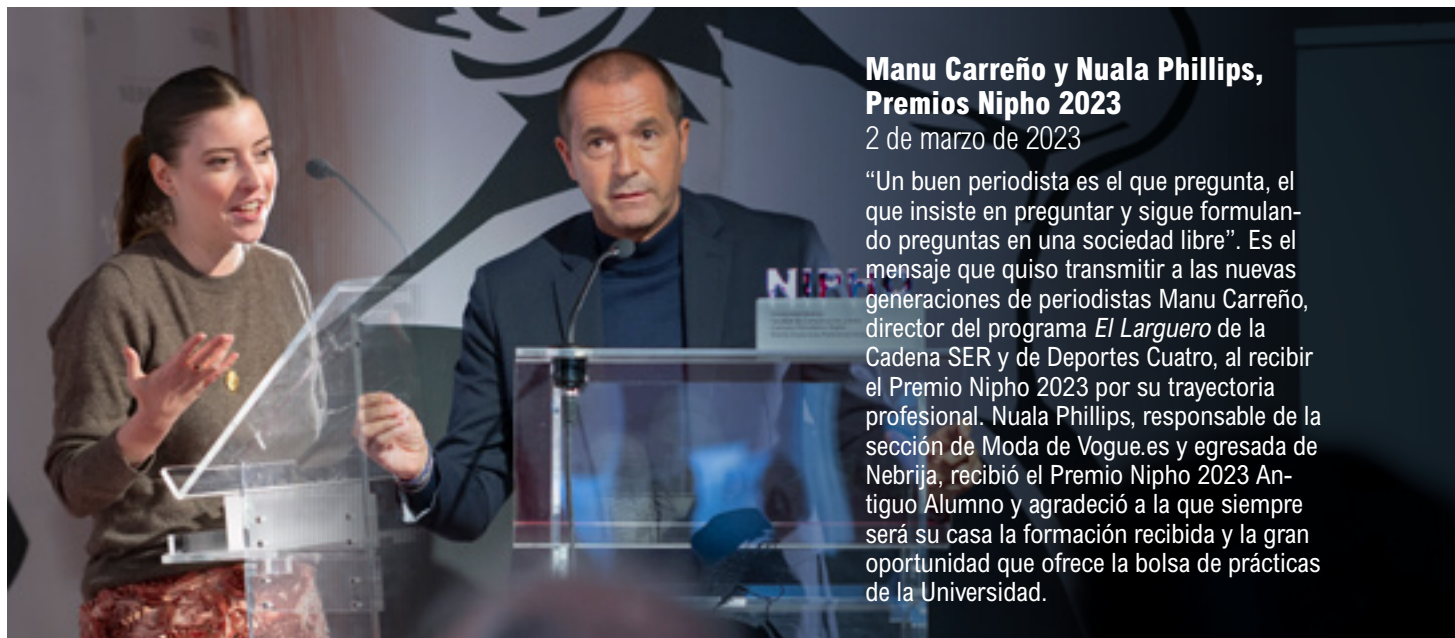 Manu Carreño y Nuala Phillips,
Premios Nipho 2023
2 de marzo de 2023
“Un buen periodista es el que pregunta, el
que insiste en preguntar y sigue formulan-
do preguntas en una sociedad libre”. Es el
mensaje que quiso transmitir a las nuevas
generaciones de periodistas Manu Carreño,
director del programa El Larguero de la
Cadena SER y de Deportes Cuatro, al recibir
el Premio Nipho 2023 por su trayectoria
profesional. Nuala Phillips, responsable de la
sección de Moda de Vogue.es y egresada de
Nebrija, recibió el Premio Nipho 2023 An-
tiguo Alumno y agradeció a la que siempre
será su casa la formación recibida y la gran
oportunidad que ofrece la bolsa de prácticas
de la Universidad.
NIPHO